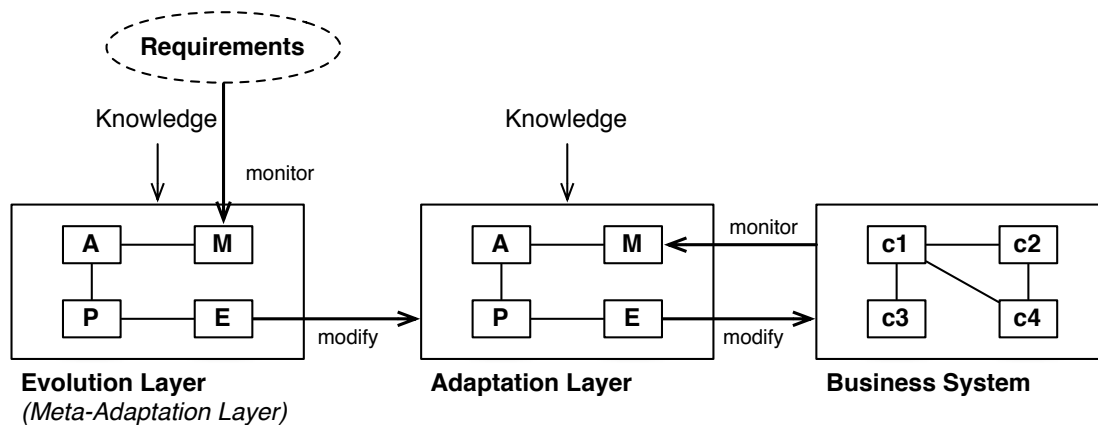 Requirements
Knowledge
Knowledge
monitor
A
M
A
M
monitor
c1
c2
P
E
modify
P
E
modify
c3
c4
Evolution Layer
(Meta-Adaptation Layer)
Adaptation Layer
Business System